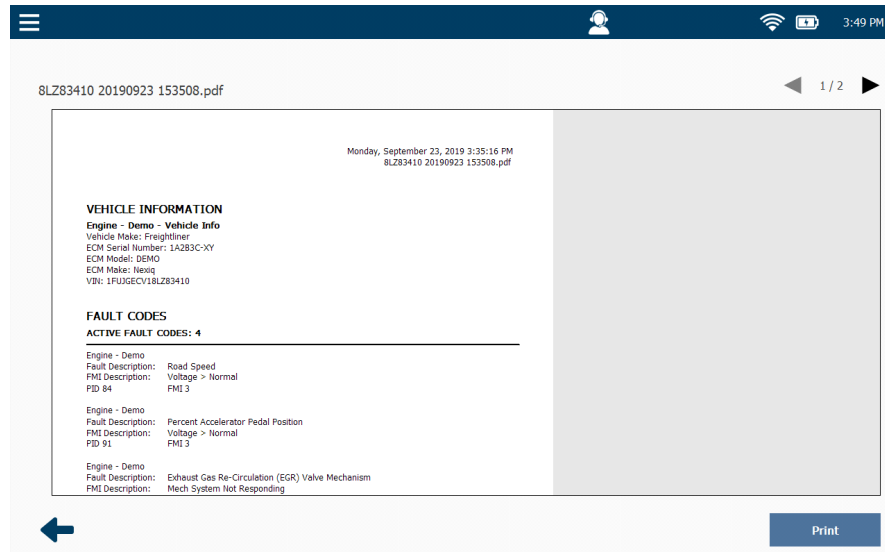 3:49 PM
8LZ83410 20190923 153508.pdf
1 / 2
Monday, September 23, 2019 3:35:16 PM
8LZ83410 20190923 153508.pdf
VEHICLE INFORMATION
Engine - Demo - Vehicle Info
Vehicle Make: Freightliner
ECM Serial Number: 1A2B3C-XY
ECM Model: DEMO
ECM Make: Nexiq
VIN: 1FUJGECV18LZ83410
FAULT CODES
ACTIVE FAULT CODES: 4
Engine - Demo
Fault Description: Road Speed
FMI Description: Voltage > Normal
PID 84 FMI 3
Engine - Demo
Fault Description: Percent Accelerator Pedal Position
FMI Description: Voltage > Normal
PID 91 FMI 3
Engine - Demo
Fault Description: Exhaust Gas Re-Circulation (EGR) Valve Mechanism
FMI Description: Mech System Not Responding
Print